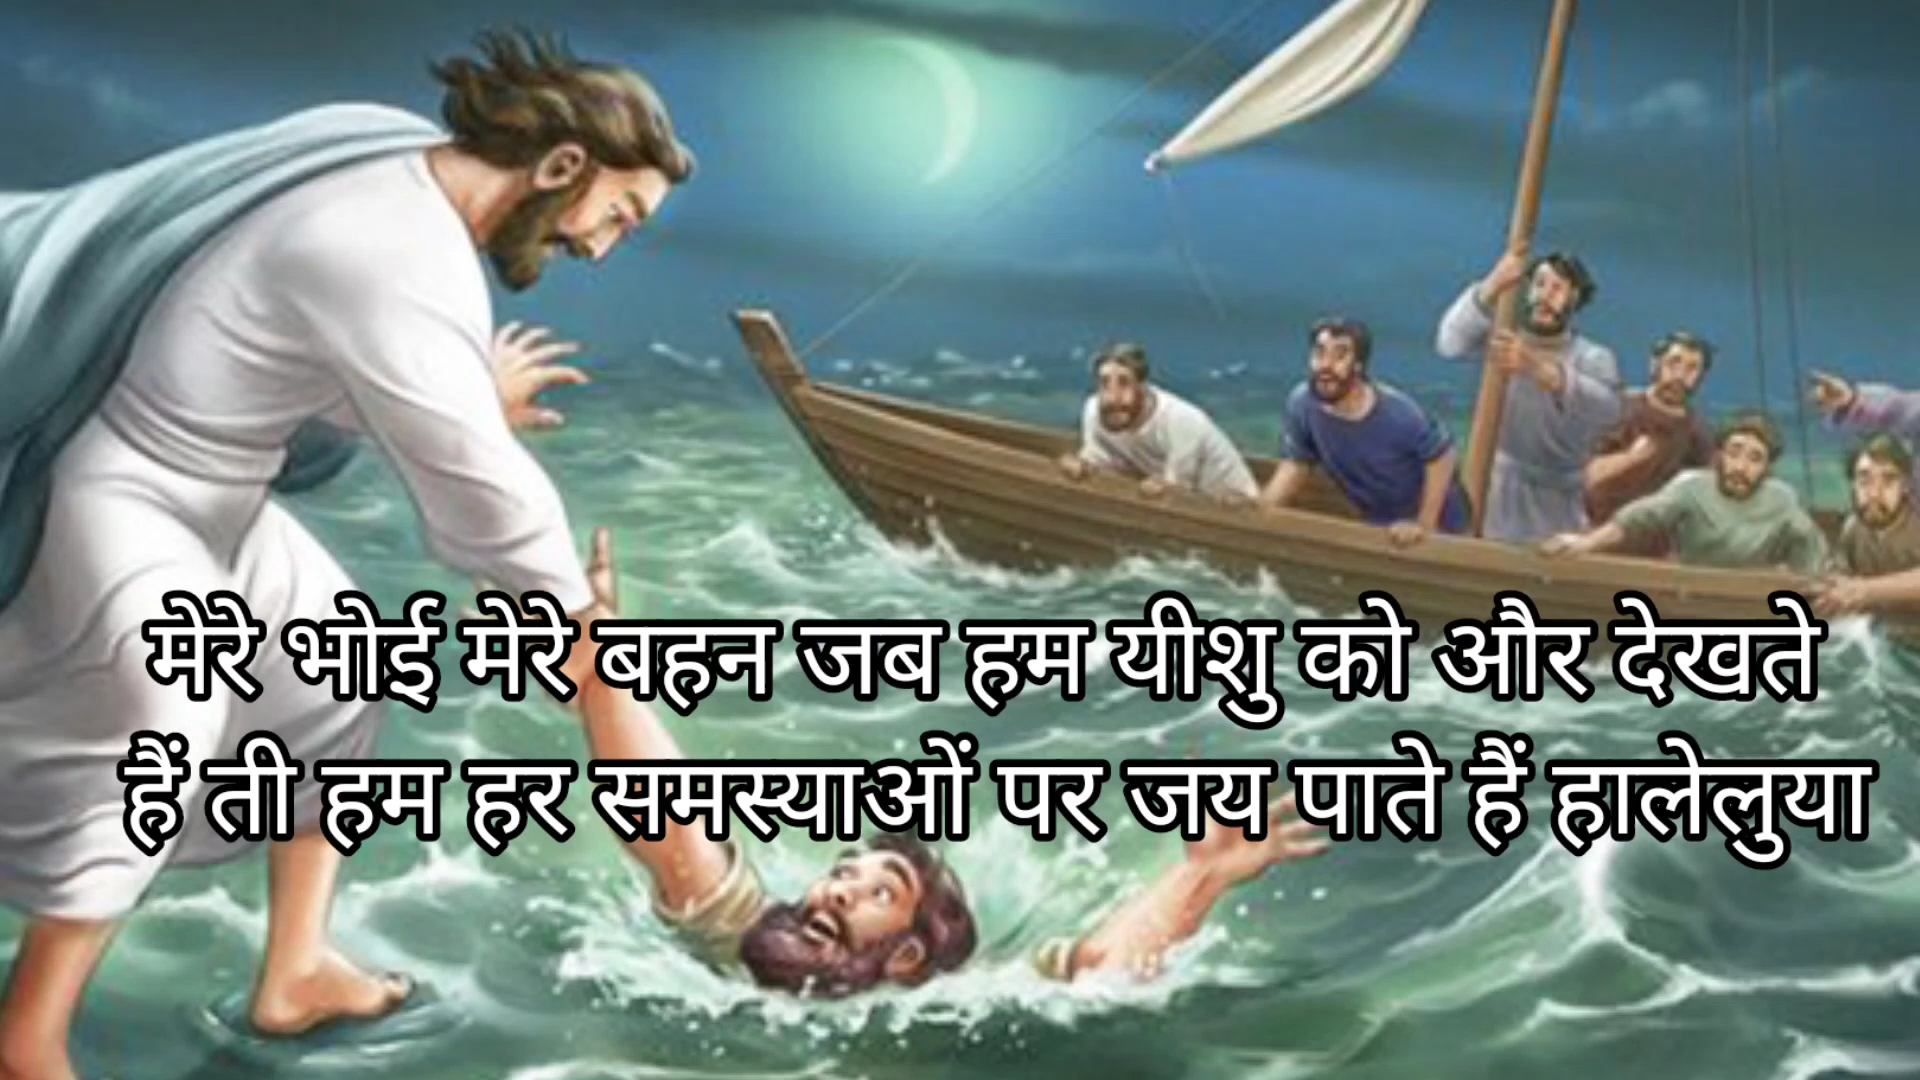 मेरे भोई मेरे बहन जब हम यीशु को और देखते
हैं ती हम हर समस्याओं पर जय पाते हैं हालेलुया